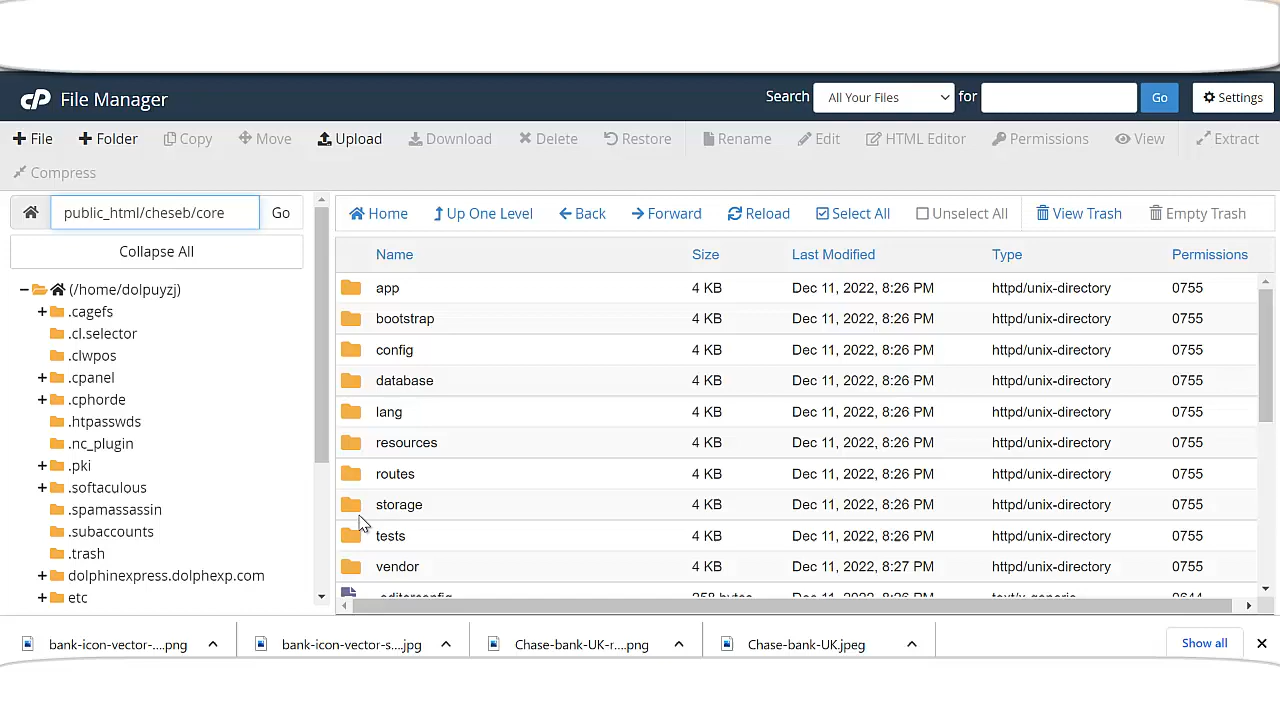 cP File Manager
Search All Your Files for Go Settings
File Folder Copy Move Upload Download Delete Restore Rename Edit HTML Editor Permissions View Extract
Compress
public_html/cheseb/core Go
Home Up One Level Back Forward Reload Select All Unselect All View Trash Empty Trash
Collapse All
Name Size Last Modified Type Permissions
(/home/dolpuyzj)
.cagefs
.cl.selector
.clwpos
.cpanel
.cphorde
.htpasswds
.nc_plugin
.pki
.softaculous
.spamassassin
.subaccounts
.trash
dolphinexpress.dolphexp.com
etc
app 4 KB Dec 11, 2022, 8:26 PM httpd/unix-directory 0755
bootstrap 4 KB Dec 11, 2022, 8:26 PM httpd/unix-directory 0755
config 4 KB Dec 11, 2022, 8:26 PM httpd/unix-directory 0755
database 4 KB Dec 11, 2022, 8:26 PM httpd/unix-directory 0755
lang 4 KB Dec 11, 2022, 8:26 PM httpd/unix-directory 0755
resources 4 KB Dec 11, 2022, 8:26 PM httpd/unix-directory 0755
routes 4 KB Dec 11, 2022, 8:26 PM httpd/unix-directory 0755
storage 4 KB Dec 11, 2022, 8:26 PM httpd/unix-directory 0755
tests 4 KB Dec 11, 2022, 8:26 PM httpd/unix-directory 0755
vendor 4 KB Dec 11, 2022, 8:27 PM httpd/unix-directory 0755
bank-icon-vector-....png bank-icon-vector-s....jpg Chase-bank-UK-r....png Chase-bank-UK.jpeg Show all